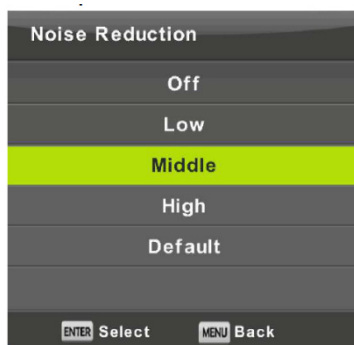 Noise Reduction
Off
Low
Middle
High
Default
ENTER Select MENU Back